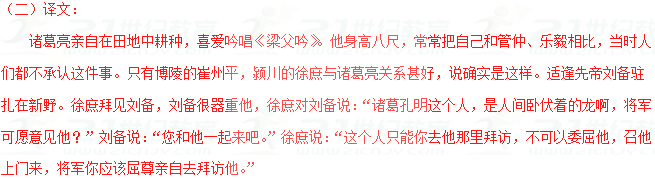 （二）译文：
诸葛亮亲自在田地中耕种，喜爱吟唱《梁父吟》。他身高八尺，常常把自己和管仲、乐毅相比，当时人
们都不承认这件事。只有博陵的崔州平，颍川的徐庶与诸葛亮关系甚好，说确实是这样。适逢先帝刘备驻
扎在新野。徐庶拜见刘备，刘备很器重他，徐庶对刘备说：“诸葛孔明这个人，是人间卧伏着的龙啊，将军
可愿意见他？”刘备说：“您和他一起来吧。”徐庶说：“这个人只能你去他那里拜访，不可以委屈他，召他
上门来，将军你应该屈尊亲自去拜访他。”